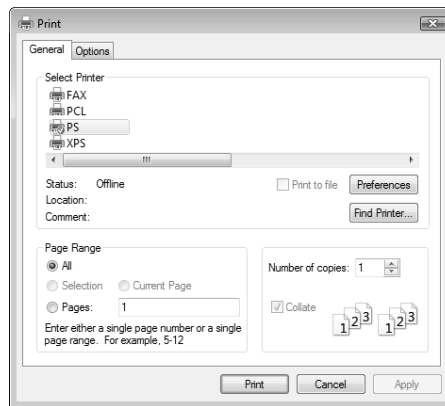 Print
General Options
Select Printer
FAX
PCL
PS
XPS
Status: Offline
Location:
Comment:
Print to file
Preferences
Find Printer...
Page Range
All
Selection
Current Page
Pages: 1
Enter either a single page number or a single
page range. For example, 5-12
Number of copies: 1
Collate
1 2 3 1 2 3
Print Cancel Apply